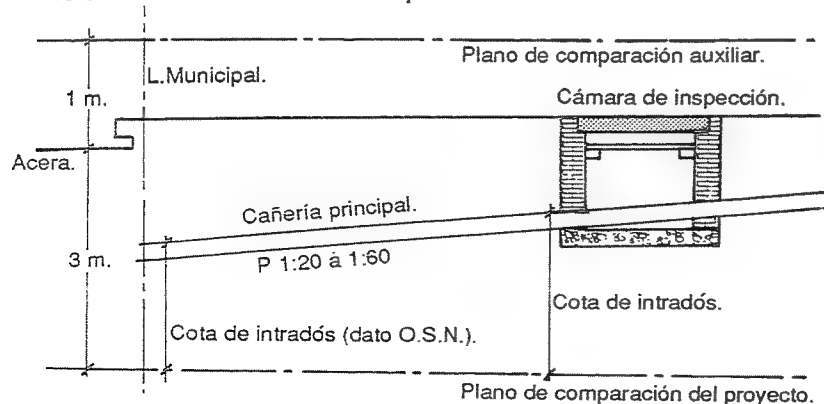 Plano de comparación auxiliar.
L.Municipal.
1 m.
Cámara de inspección.
Acera.
Cañería principal.
3 m.
P 1:20 á 1:60
Cota de intradós.
Cota de intradós (dato O.S.N.).
Plano de comparación del proyecto.